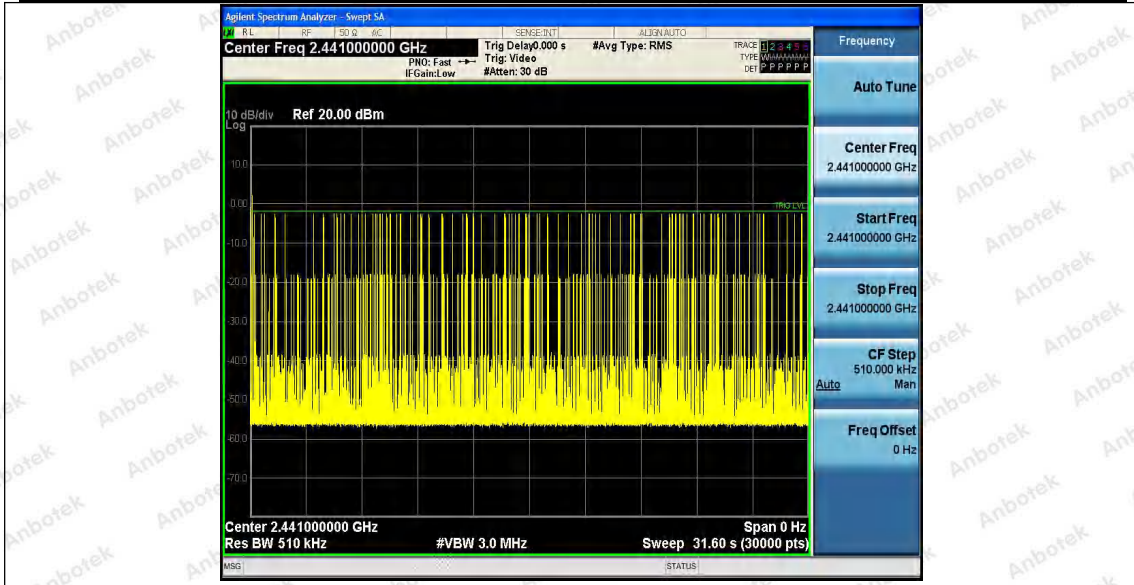 Agilent Spectrum Analyzer - Swept SA
RL RF 50 Ω AC SENSE:INT ALIGN AUTO
Center Freq 2.441000000 GHz
Trig Delay0.000 s #Avg Type: RMS
TRACE 1 2 3 4 5 6
PNO: Fast Trig: Video
TYPE
IFGain:Low #Atten: 30 dB
DET P P P P P P
10 dB/div Ref 20.00 dBm
Log
10.0
0.00
TRIG LVL
-10.0
-20.0
-30.0
-40.0
-50.0
-60.0
-70.0
Center 2.441000000 GHz Span 0 Hz
Res BW 510 kHz #VBW 3.0 MHz Sweep 31.60 s (30000 pts)
MSG STATUS
Frequency
Auto Tune
Center Freq
2.441000000 GHz
Start Freq
2.441000000 GHz
Stop Freq
2.441000000 GHz
CF Step
510.000 kHz
Auto Man
Freq Offset
0 Hz
Anbotek